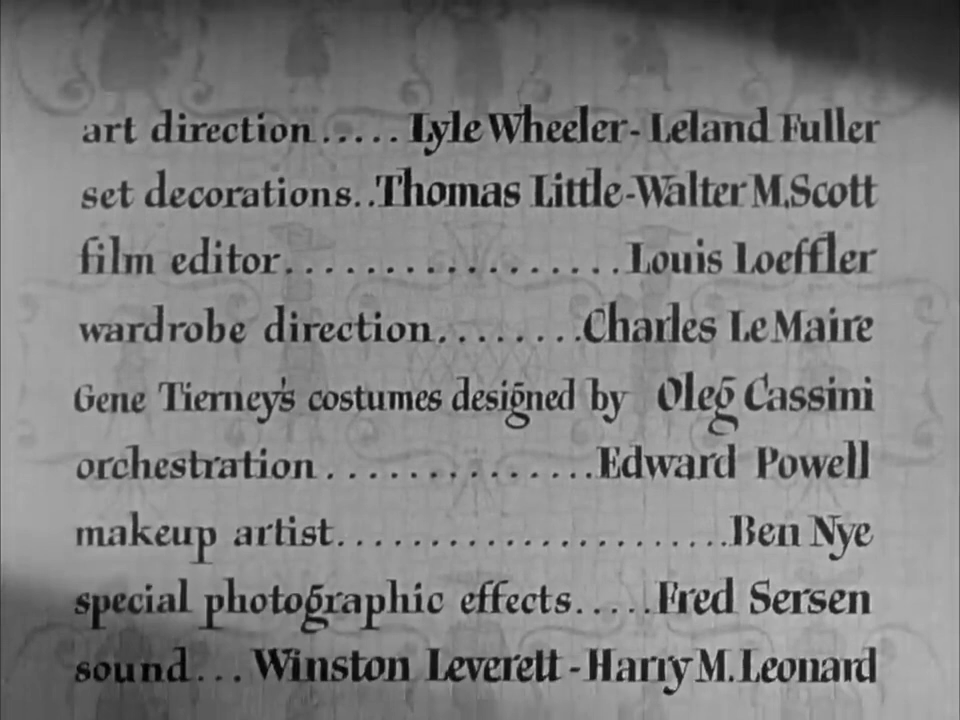 art direction.....Lyle Wheeler-Leland Fuller
set decorations..Thomas Little-Walter M.Scott
film editor.................Louis Loeffler
wardrobe direction........Charles LeMaire
Gene Tierney's costumes designed by Oleg Cassini
orchestration.............Edward Powell
makeup artist......................Ben Nye
special photographic effects.....Fred Sersen
sound...Winston Leverett-Harry M.Leonard